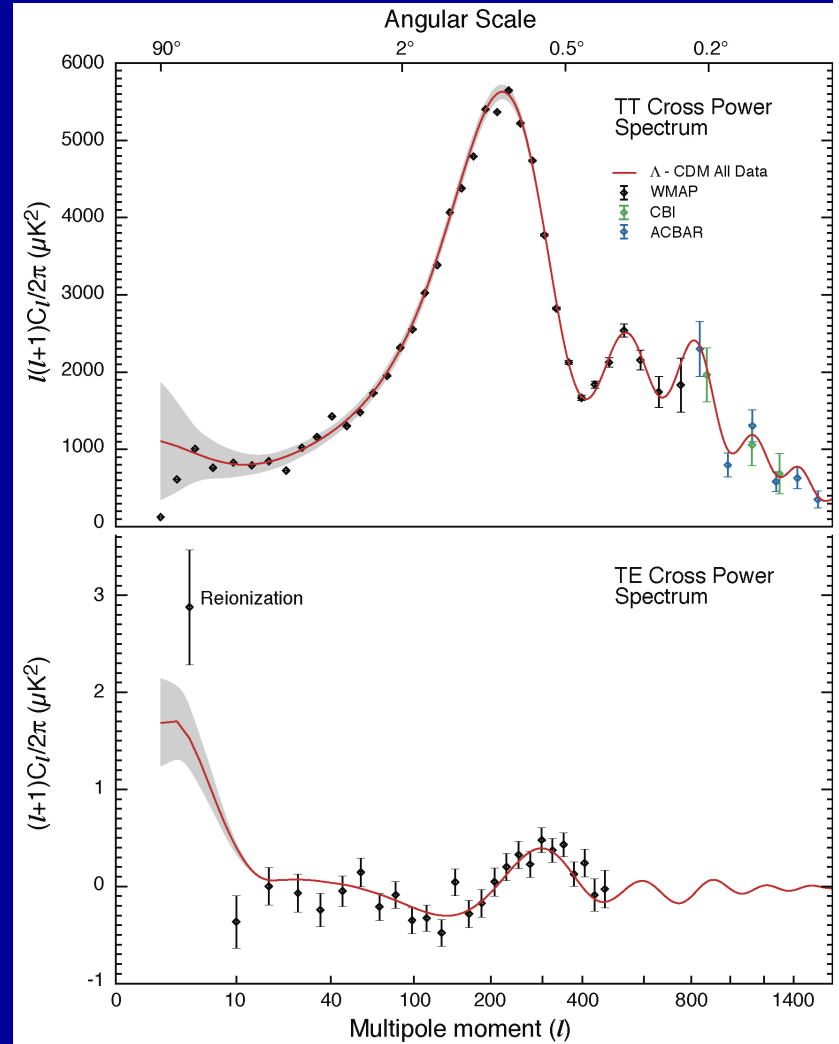 Angular Scale
90° 2° 0.5° 0.2°
6000
5000
4000
3000
2000
1000
0
l(l+1)Cl/2π (μK²)
TT Cross Power
Spectrum
Λ - CDM All Data
WMAP
CBI
ACBAR
3
2
1
0
-1
(l+1)Cl/2π (μK²)
Reionization
TE Cross Power
Spectrum
0 10 40 100 200 400 800 1400
Multipole moment (l)